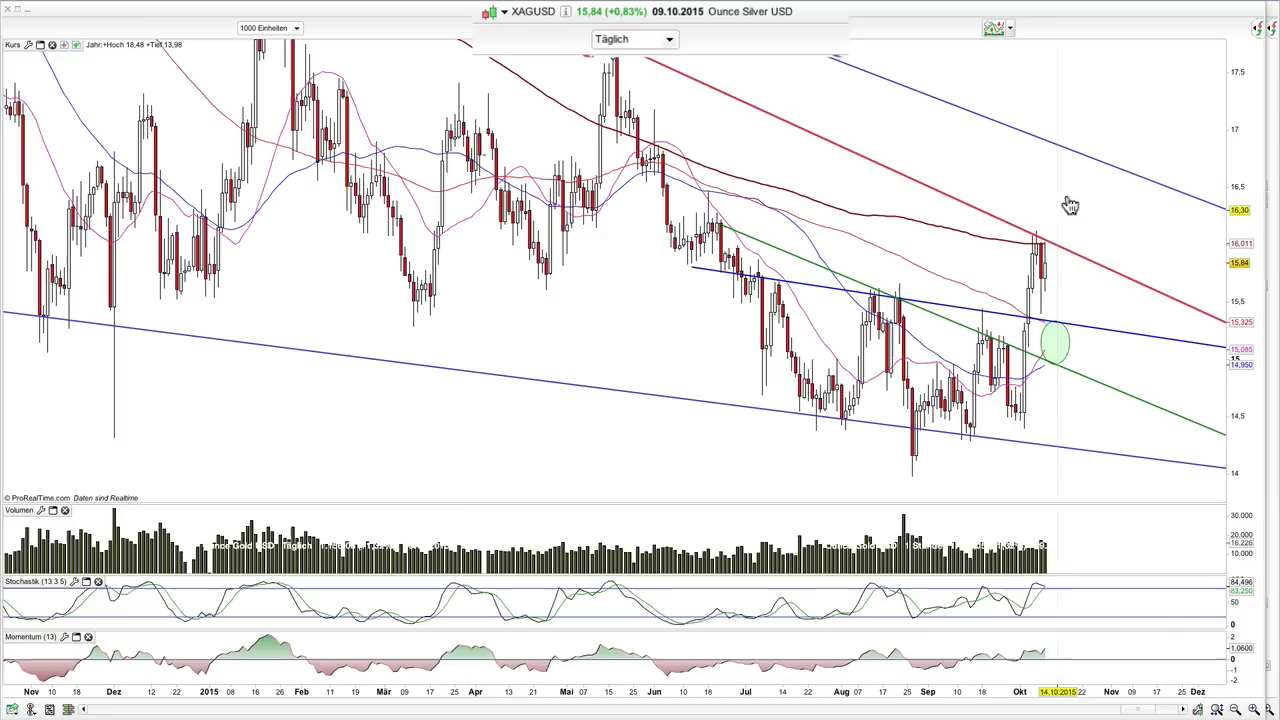 XAGUSD 15,84 (+0,83%) 09.10.2015 Ounce Silver USD
1000 Einheiten
Täglich
Kurs Jahr:+Hoch 18,48 +Tief 13,98
17,5
17
16,5
16,30
16,011
15,84
15,5
15,325
15,085
15
14,950
14,5
14
© ProRealTime.com Daten sind Realtime
Volumen
30.000
16.226
10.000
Stochastik (13 3 5)
84,496
83,250
50
0
Momentum (13)
2
1,0600
0
-1
-2
Nov 10 18 Dez 12 22 2015 08 16 26 Feb 10 18 26 Mär 09 17 25 Apr 13 21 Mai 15 25 Jun 10 18 Jul 14 22 Aug 07 17 25 Sep 10 18 Okt 14.10.2015 22 Nov 09 17 25 Dez